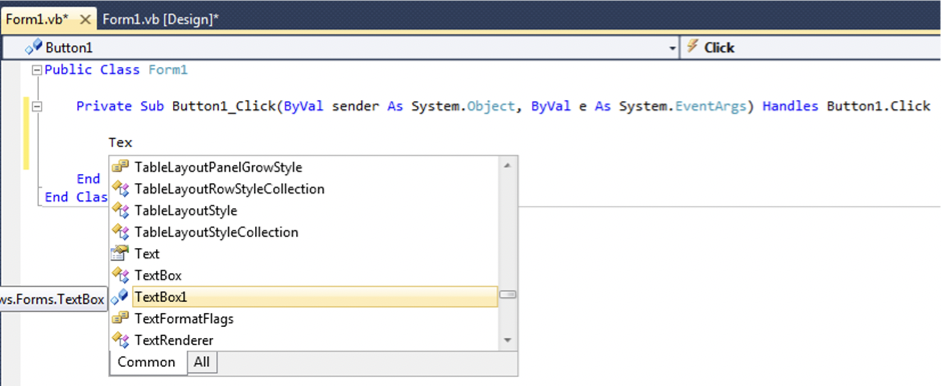 Form1.vb* Form1.vb [Design]*
Button1 Click
Public Class Form1
Private Sub Button1_Click(ByVal sender As System.Object, ByVal e As System.EventArgs) Handles Button1.Click
Tex
TableLayoutPanelGrowStyle
End TableLayoutRowStyleCollection
End Clas TableLayoutStyle
TableLayoutStyleCollection
Text
TextBox
ws.Forms.TextBox TextBox1
TextFormatFlags
TextRenderer
Common All